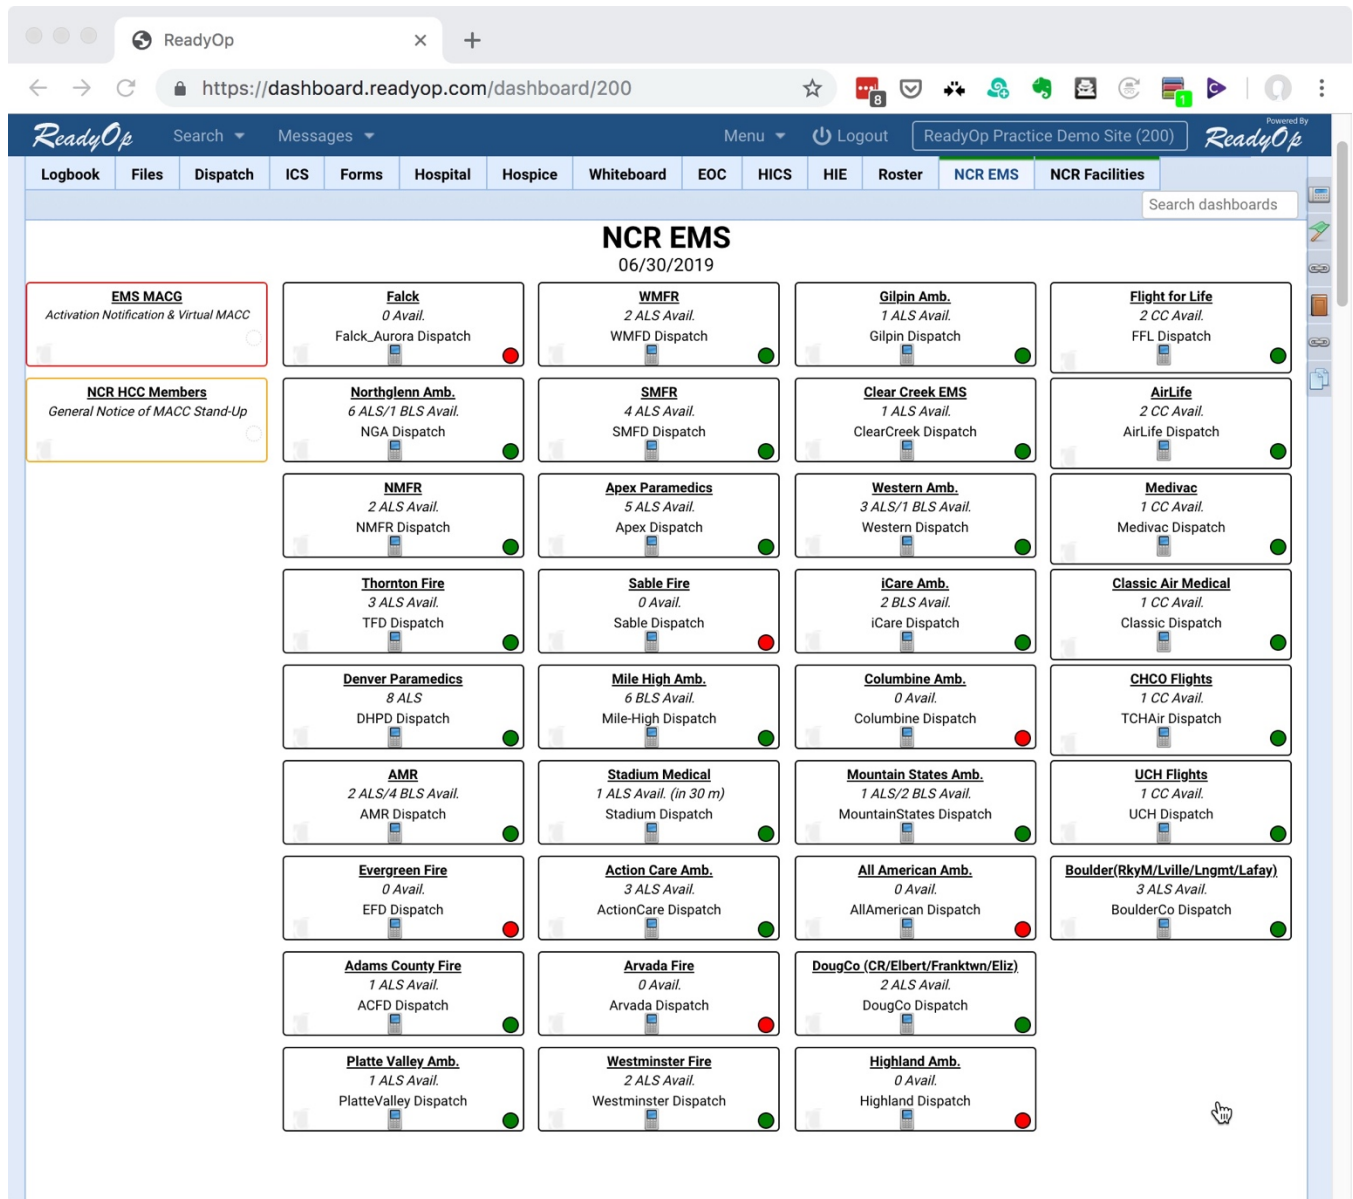 ReadyOp
https://dashboard.readyop.com/dashboard/200
8
1
ReadyOp Search Messages Menu Logout ReadyOp Practice Demo Site (200) Powered By ReadyOp
Logbook Files Dispatch ICS Forms Hospital Hospice Whiteboard EOC HICS HIE Roster NCR EMS NCR Facilities
Search dashboards
NCR EMS
06/30/2019
EMS MACG
Activation Notification & Virtual MACC
NCR HCC Members
General Notice of MACC Stand-Up
Falck
0 Avail.
Falck_Aurora Dispatch
Northglenn Amb.
6 ALS/1 BLS Avail.
NGA Dispatch
NMFR
2 ALS Avail.
NMFR Dispatch
Thornton Fire
3 ALS Avail.
TFD Dispatch
Denver Paramedics
8 ALS
DHPD Dispatch
AMR
2 ALS/4 BLS Avail.
AMR Dispatch
Evergreen Fire
0 Avail.
EFD Dispatch
Adams County Fire
1 ALS Avail.
ACFD Dispatch
Platte Valley Amb.
1 ALS Avail.
PlatteValley Dispatch
WMFR
2 ALS Avail.
WMFD Dispatch
SMFR
4 ALS Avail.
SMFD Dispatch
Apex Paramedics
5 ALS Avail.
Apex Dispatch
Sable Fire
0 Avail.
Sable Dispatch
Mile High Amb.
6 BLS Avail.
Mile-High Dispatch
Stadium Medical
1 ALS Avail. (in 30 m)
Stadium Dispatch
Action Care Amb.
3 ALS Avail.
ActionCare Dispatch
Arvada Fire
0 Avail.
Arvada Dispatch
Westminster Fire
2 ALS Avail.
Westminster Dispatch
Gilpin Amb.
1 ALS Avail.
Gilpin Dispatch
Clear Creek EMS
1 ALS Avail.
ClearCreek Dispatch
Western Amb.
3 ALS/1 BLS Avail.
Western Dispatch
iCare Amb.
2 BLS Avail.
iCare Dispatch
Columbine Amb.
0 Avail.
Columbine Dispatch
Mountain States Amb.
1 ALS/2 BLS Avail.
MountainStates Dispatch
All American Amb.
0 Avail.
AllAmerican Dispatch
DougCo (CR/Elbert/Franktwn/Eliz)
2 ALS Avail.
DougCo Dispatch
Highland Amb.
0 Avail.
Highland Dispatch
Flight for Life
2 CC Avail.
FFL Dispatch
AirLife
2 CC Avail.
AirLife Dispatch
Medivac
1 CC Avail.
Medivac Dispatch
Classic Air Medical
1 CC Avail.
Classic Dispatch
CHCO Flights
1 CC Avail.
TCHAir Dispatch
UCH Flights
1 CC Avail.
UCH Dispatch
Boulder(RkyM/Lville/Lngmt/Lafay)
3 ALS Avail.
BoulderCo Dispatch